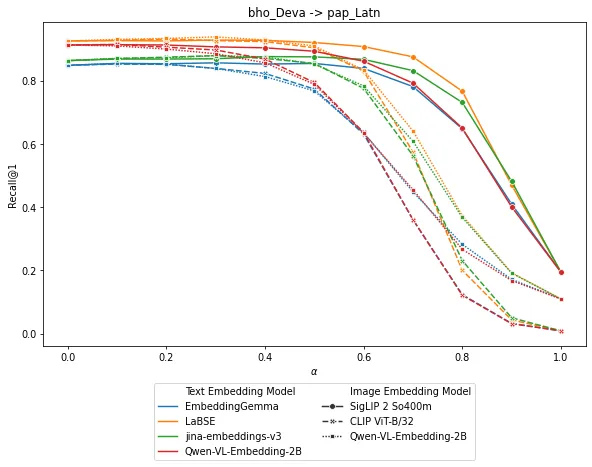 bho_Deva -> pap_Latn
Recall@1
0.8
0.6
0.4
0.2
0.0
0.0 0.2 0.4 0.6 0.8 1.0
α
Text Embedding Model Image Embedding Model
EmbeddingGemma SigLIP 2 So400m
LaBSE CLIP ViT-B/32
jina-embeddings-v3 Qwen-VL-Embedding-2B
Qwen-VL-Embedding-2B